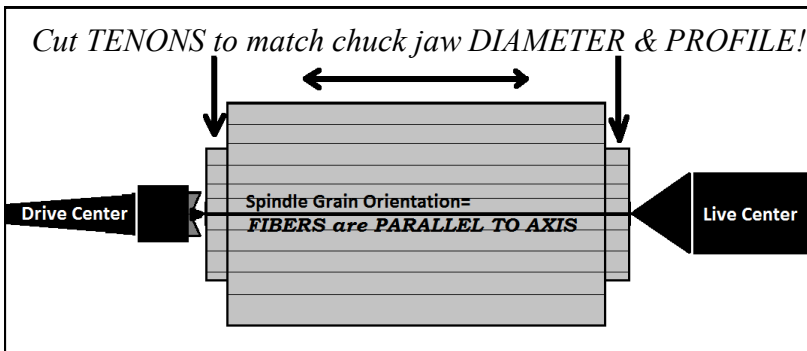 Cut TENONS to match chuck jaw DIAMETER & PROFILE!
Spindle Grain Orientation=
Drive Center
FIBERS are PARALLEL TO AXIS
Live Center